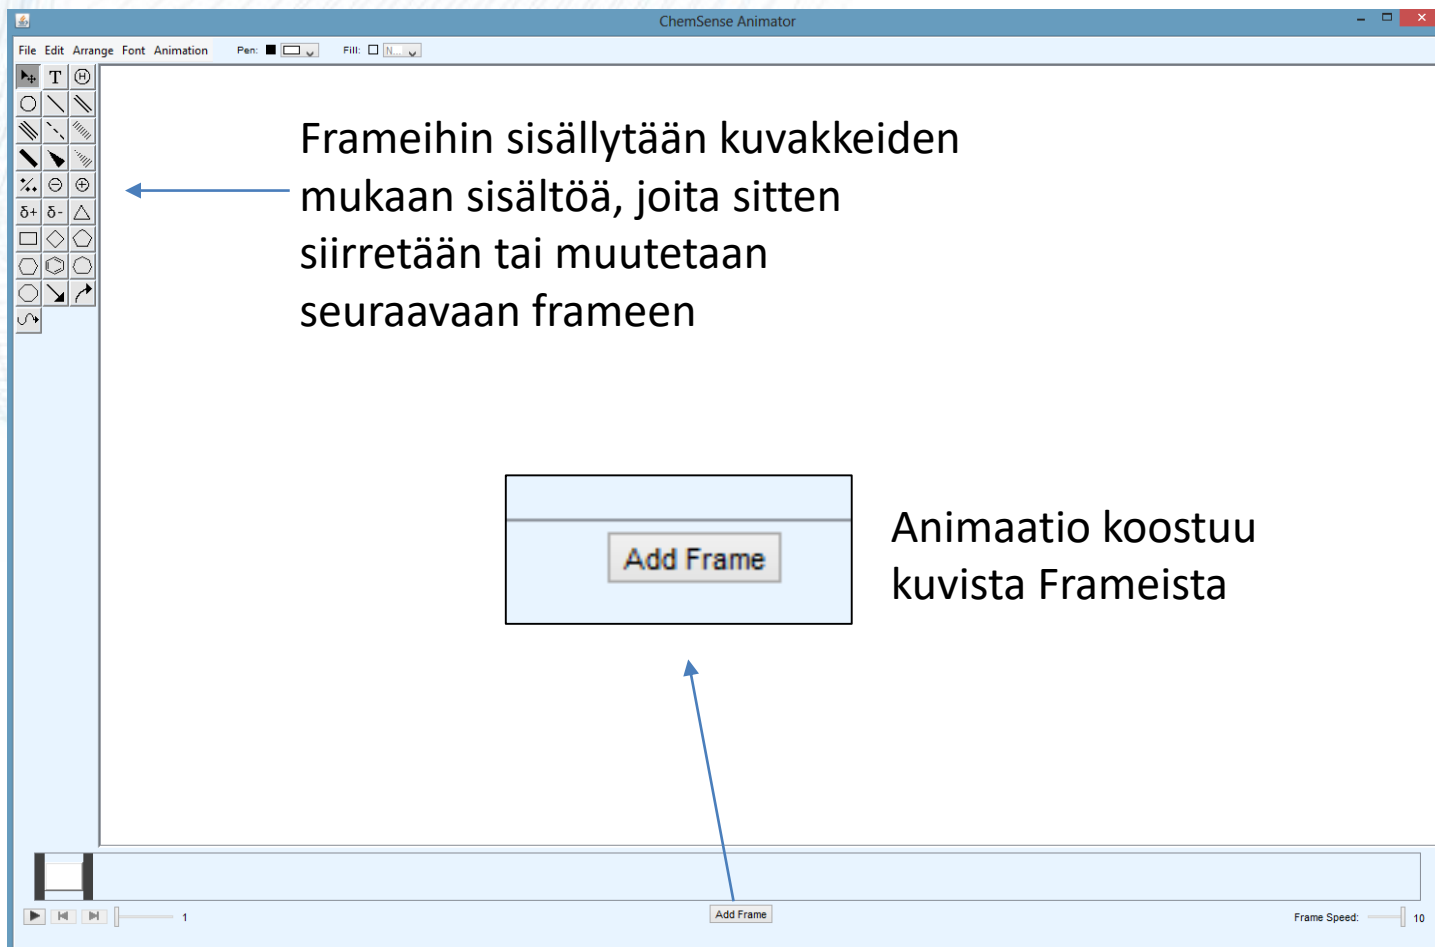 ChemSense Animator
File Edit Arrange Font Animation Pen: Fill: N...
T H
δ+ δ-
Frameihin sisällytään kuvakkeiden
mukaan sisältöä, joita sitten
siirretään tai muutetaan
seuraavaan frameen
Add Frame
Animaatio koostuu
kuvista Frameista
1 Add Frame Frame Speed: 10